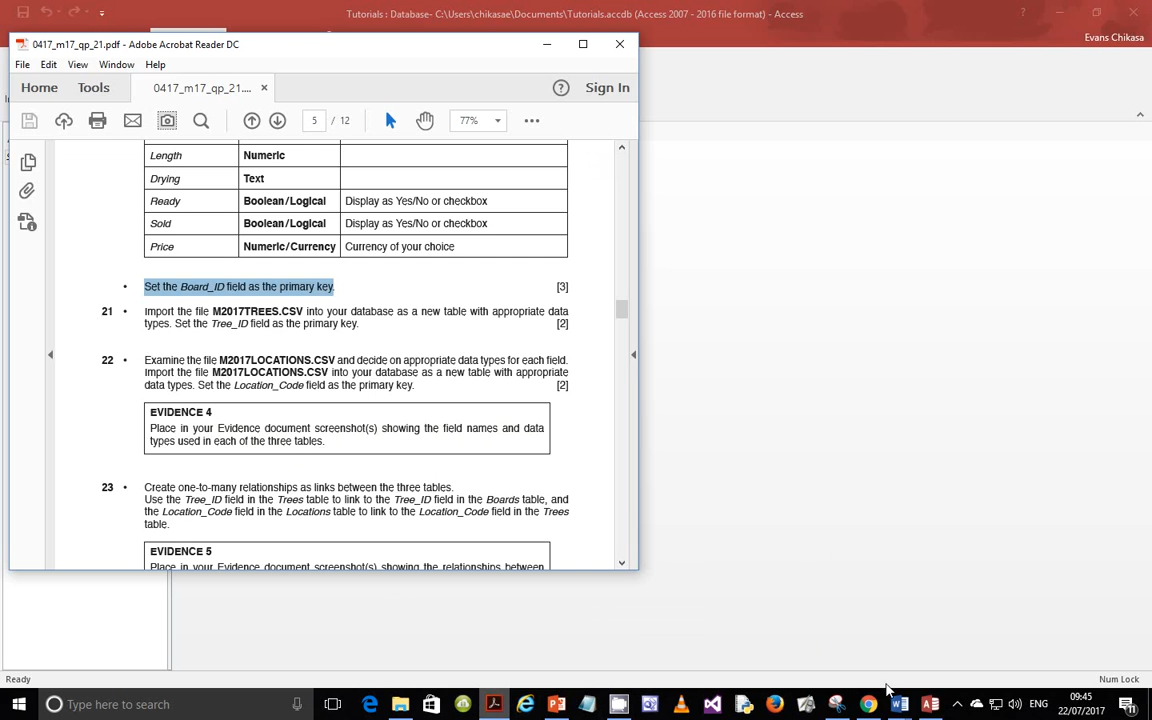 Tutorials : Database- C:\Users\chikasae\Documents\Tutorials.accdb (Access 2007 - 2016 file format) - Access
Evans Chikasa
0417_m17_qp_21.pdf - Adobe Acrobat Reader DC
File Edit View Window Help
Home Tools 0417_m17_qp_21.... × Sign In
5 / 12 77%
Length Numeric
Drying Text
Ready Boolean/Logical Display as Yes/No or checkbox
Sold Boolean/Logical Display as Yes/No or checkbox
Price Numeric/Currency Currency of your choice
• Set the Board_ID field as the primary key. [3]
21 • Import the file M2017TREES.CSV into your database as a new table with appropriate data
types. Set the Tree_ID field as the primary key. [2]
22 • Examine the file M2017LOCATIONS.CSV and decide on appropriate data types for each field.
Import the file M2017LOCATIONS.CSV into your database as a new table with appropriate
data types. Set the Location_Code field as the primary key. [2]
EVIDENCE 4
Place in your Evidence document screenshot(s) showing the field names and data
types used in each of the three tables.
23 • Create one-to-many relationships as links between the three tables.
Use the Tree_ID field in the Trees table to link to the Tree_ID field in the Boards table, and
the Location_Code field in the Locations table to link to the Location_Code field in the Trees
table.
EVIDENCE 5
Place in your Evidence document screenshot(s) showing the relationships between
Ready
Num Lock
Type here to search
ENG
09:45
22/07/2017